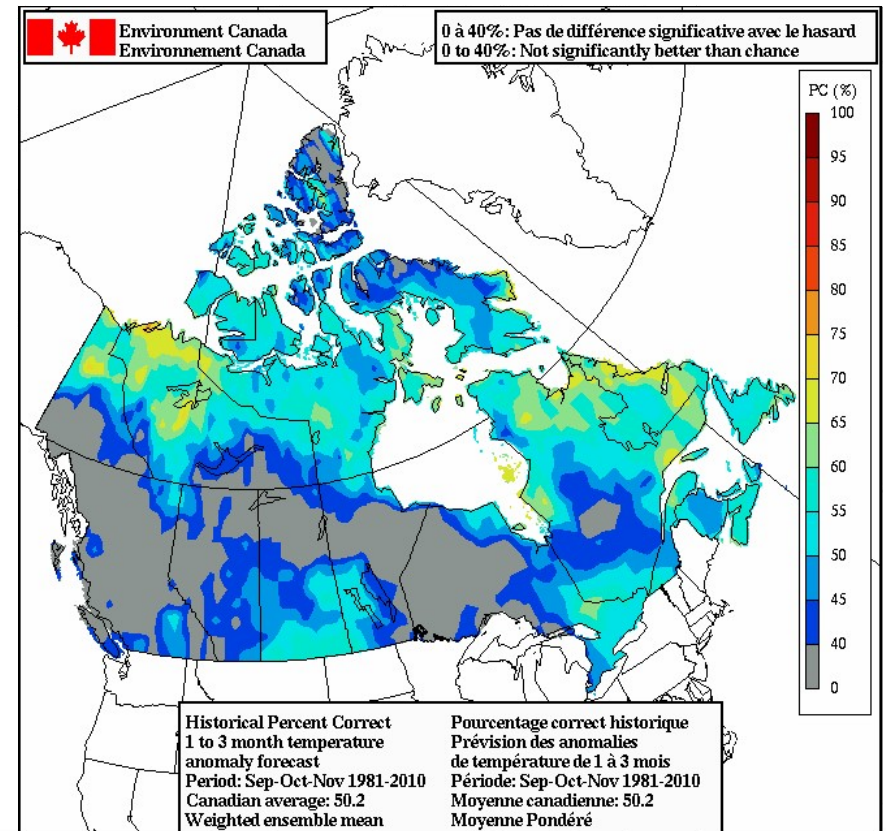 Environment Canada
Environnement Canada
0 à 40%: Pas de différence significative avec le hasard
0 to 40%: Not significantly better than chance
PC (%)
100
95
90
85
80
75
70
65
60
55
50
45
40
0
Historical Percent Correct
1 to 3 month temperature
anomaly forecast
Period: Sep-Oct-Nov 1981-2010
Canadian average: 50.2
Weighted ensemble mean
Pourcentage correct historique
Prévision des anomalies
de température de 1 à 3 mois
Période: Sep-Oct-Nov 1981-2010
Moyenne canadienne: 50.2
Moyenne Pondéré